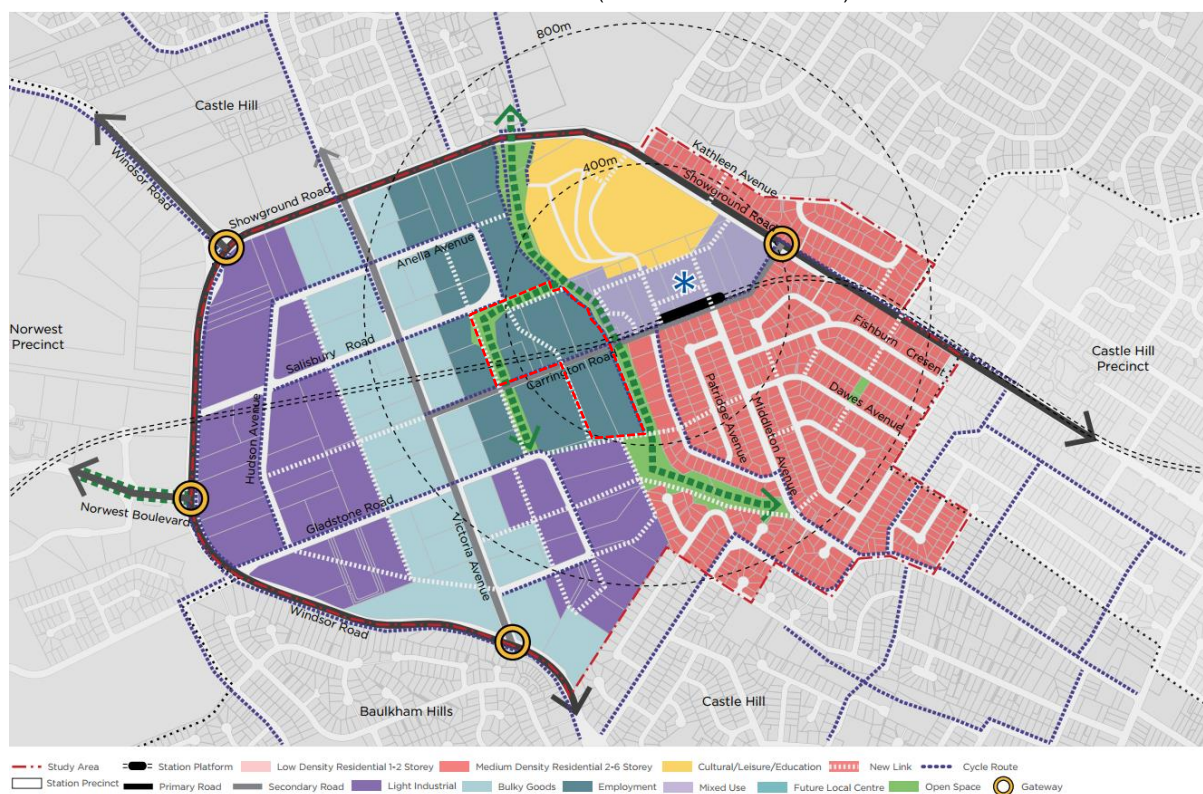 800m
Castle Hill
Kathleen Avenue
Windsor Road
400m
Showground Road
Showground Road
Anella Avenue
Norwest
Precinct
Salisbury Road
Carrington Road
Fishburn Cresent
Castle Hill
Precinct
Dawes Avenue
Patridge Avenue
Middleton Avenue
Hudson Avenue
Norwest Boulevard
Gladstone Road
Victoria Avenue
Windsor Road
Baulkham Hills
Castle Hill
Study Area Station Platform Low Density Residential 1-2 Storey Medium Density Residential 2-6 Storey Cultural/Leisure/Education New Link Cycle Route
Station Precinct Primary Road Secondary Road Light Industrial Bulky Goods Employment Mixed Use Future Local Centre Open Space Gateway